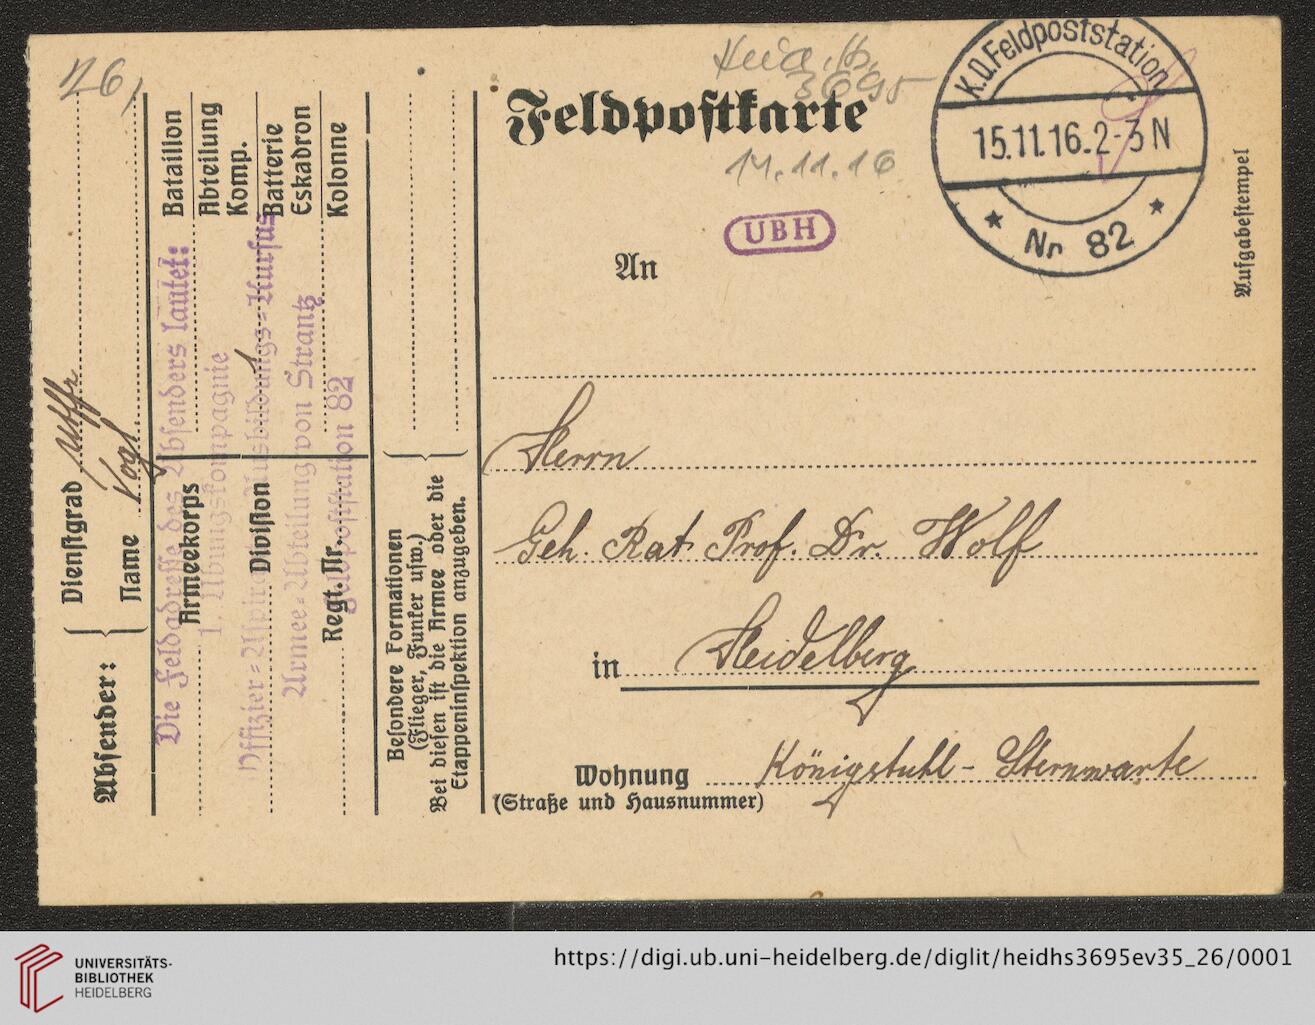 26,
Heid. Hs.
3695
Feldpostkarte
14.11.16
K.D.Feldpoststation
15.11.16.2-3N
* Nr 82 *
Aufgabestempel
UBH
An
Herrn
Geh. Rat Prof. Dr. Wolf
in Heidelberg
Wohnung Königstuhl - Sternwarte
(Straße und Hausnummer)
Absender:
Dienstgrad Uffz
Name Vogl
Bataillon
Abteilung
Komp.
Batterie
Eskadron
Kolonne
Armeekorps
Division
Regt. Nr.
Die Feldadresse des Absenders lautet:
1. Übungskompagnie
Offizier-Aspir. Ausbildungs-Kursus
Armee-Abteilung von Strantz
Feldpoststation 82
Besondere Formationen
(Flieger, Funker usw.)
Bei diesen ist die Armee oder die
Etappeninspektion anzugeben.
UNIVERSITÄTS-
BIBLIOTHEK
HEIDELBERG
https://digi.ub.uni-heidelberg.de/diglit/heidhs3695ev35_26/0001